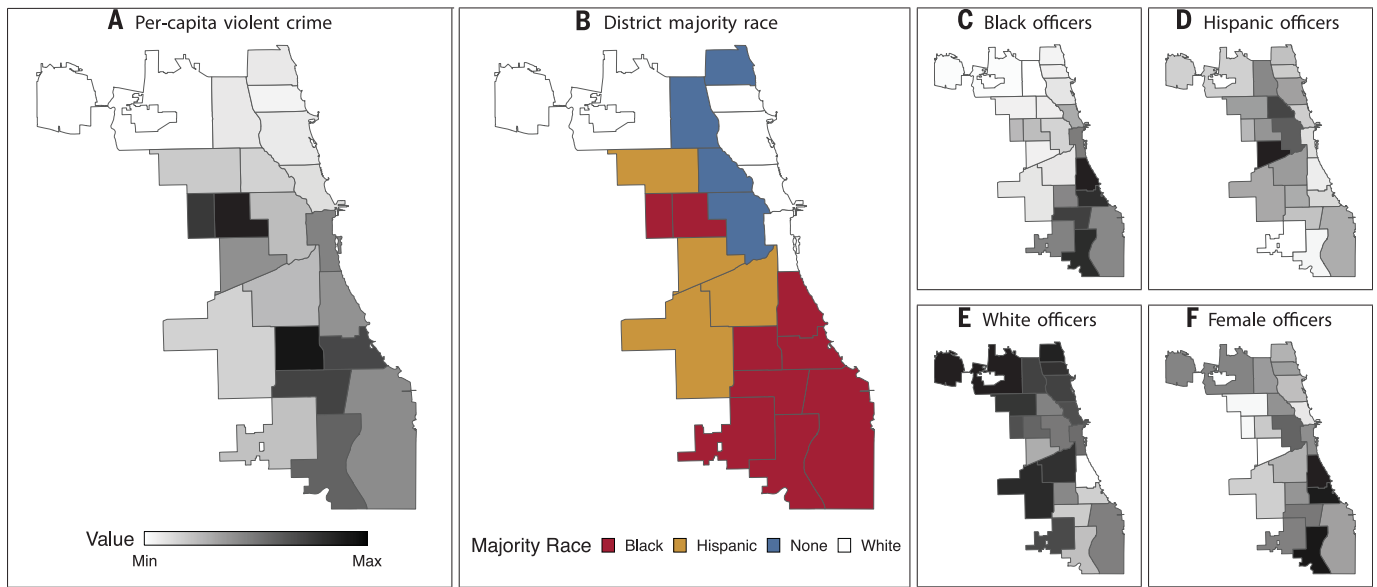 A Per-capita violent crime
B District majority race
C Black officers
D Hispanic officers
E White officers
F Female officers
Value
Min Max
Majority Race Black Hispanic None White